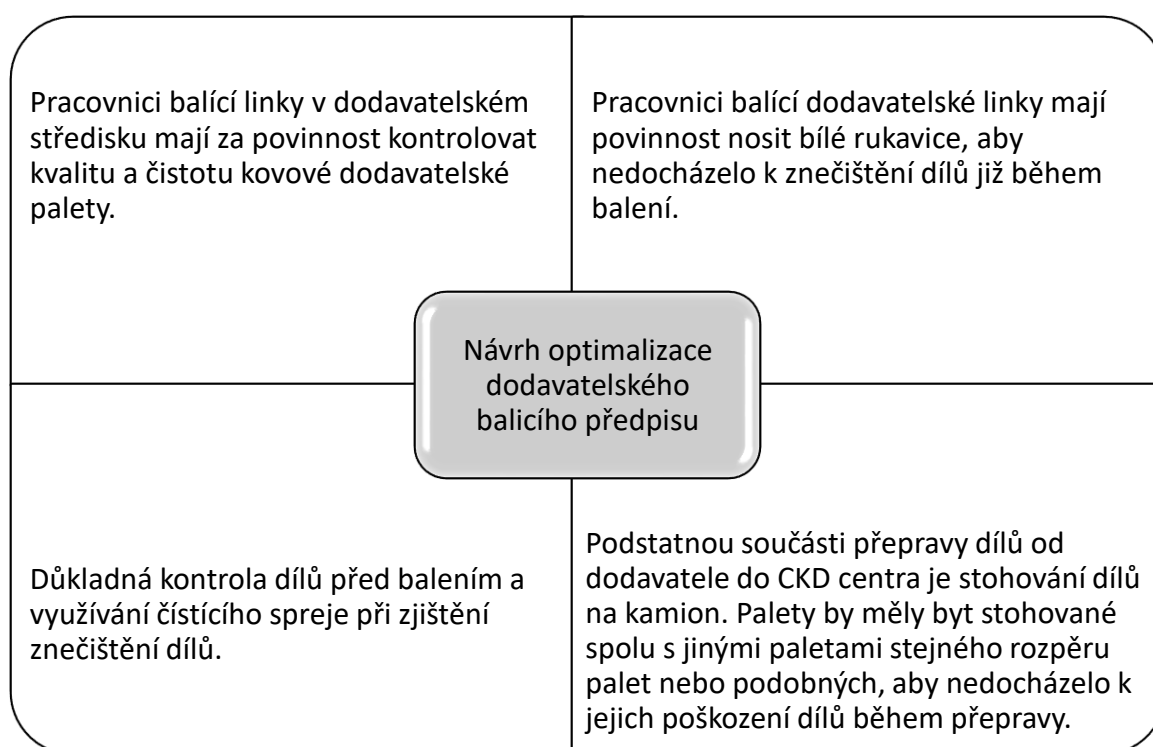 Pracovnici balící linky v dodavatelském
středisku mají za povinnost kontrolovat
kvalitu a čistotu kovové dodavatelské
palety.
Pracovnici balící dodavatelské linky mají
povinnost nosit bílé rukavice, aby
nedocházelo k znečištění dílů již během
balení.
Návrh optimalizace
dodavatelského
balicího předpisu
Důkladná kontrola dílů před balením a
využívání čístícího spreje při zjištění
znečištění dílů.
Podstatnou součásti přepravy dílů od
dodavatele do CKD centra je stohování dílů
na kamion. Palety by měly byt stohované
spolu s jinými paletami stejného rozpěru
palet nebo podobných, aby nedocházelo k
jejich poškození dílů během přepravy.